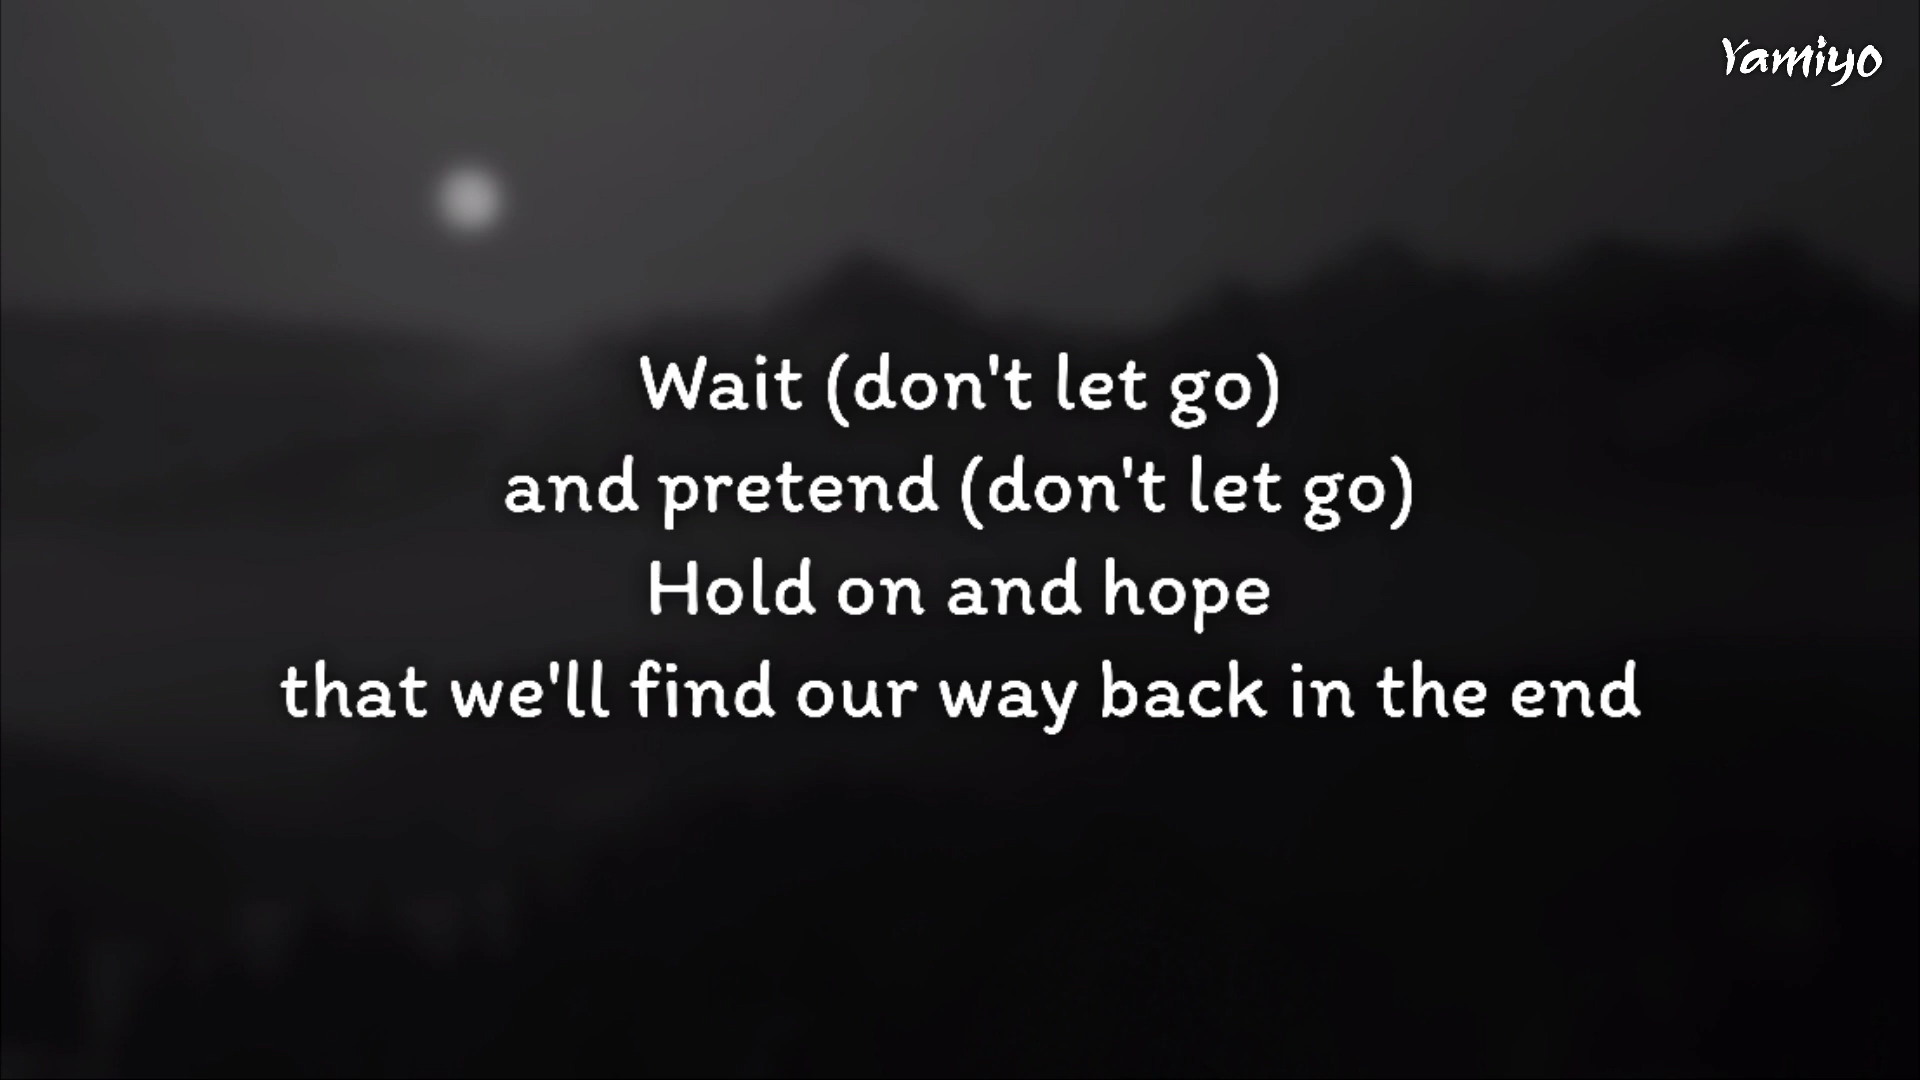 Yamiyo
Wait (don't let go)
and pretend (don't let go)
Hold on and hope
that we'll find our way back in the end